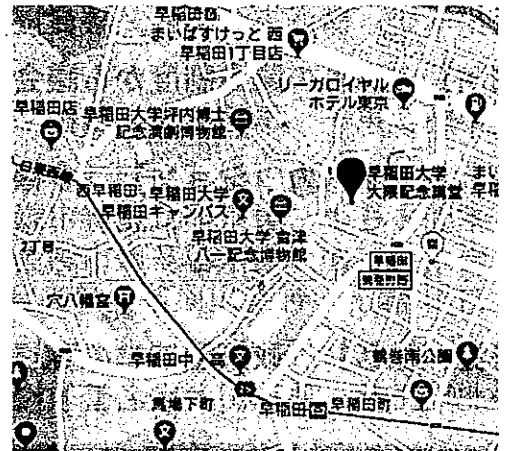 まいばすけっと 西
早稲田1丁目店
リーガロイヤル
ホテル東京
早稲田店
早稲田大学坪内博士
記念演劇博物館
早稲田大学
大隈記念講堂
まい
早稲
西早稲田
早稲田大学
早稲田キャンパス
早稲田大学 會津
八一記念博物館
早稲田
鶴巻町西
穴八幡宮
早稲田中・高
鶴巻南公園
馬場下町
早稲田
早稲田町